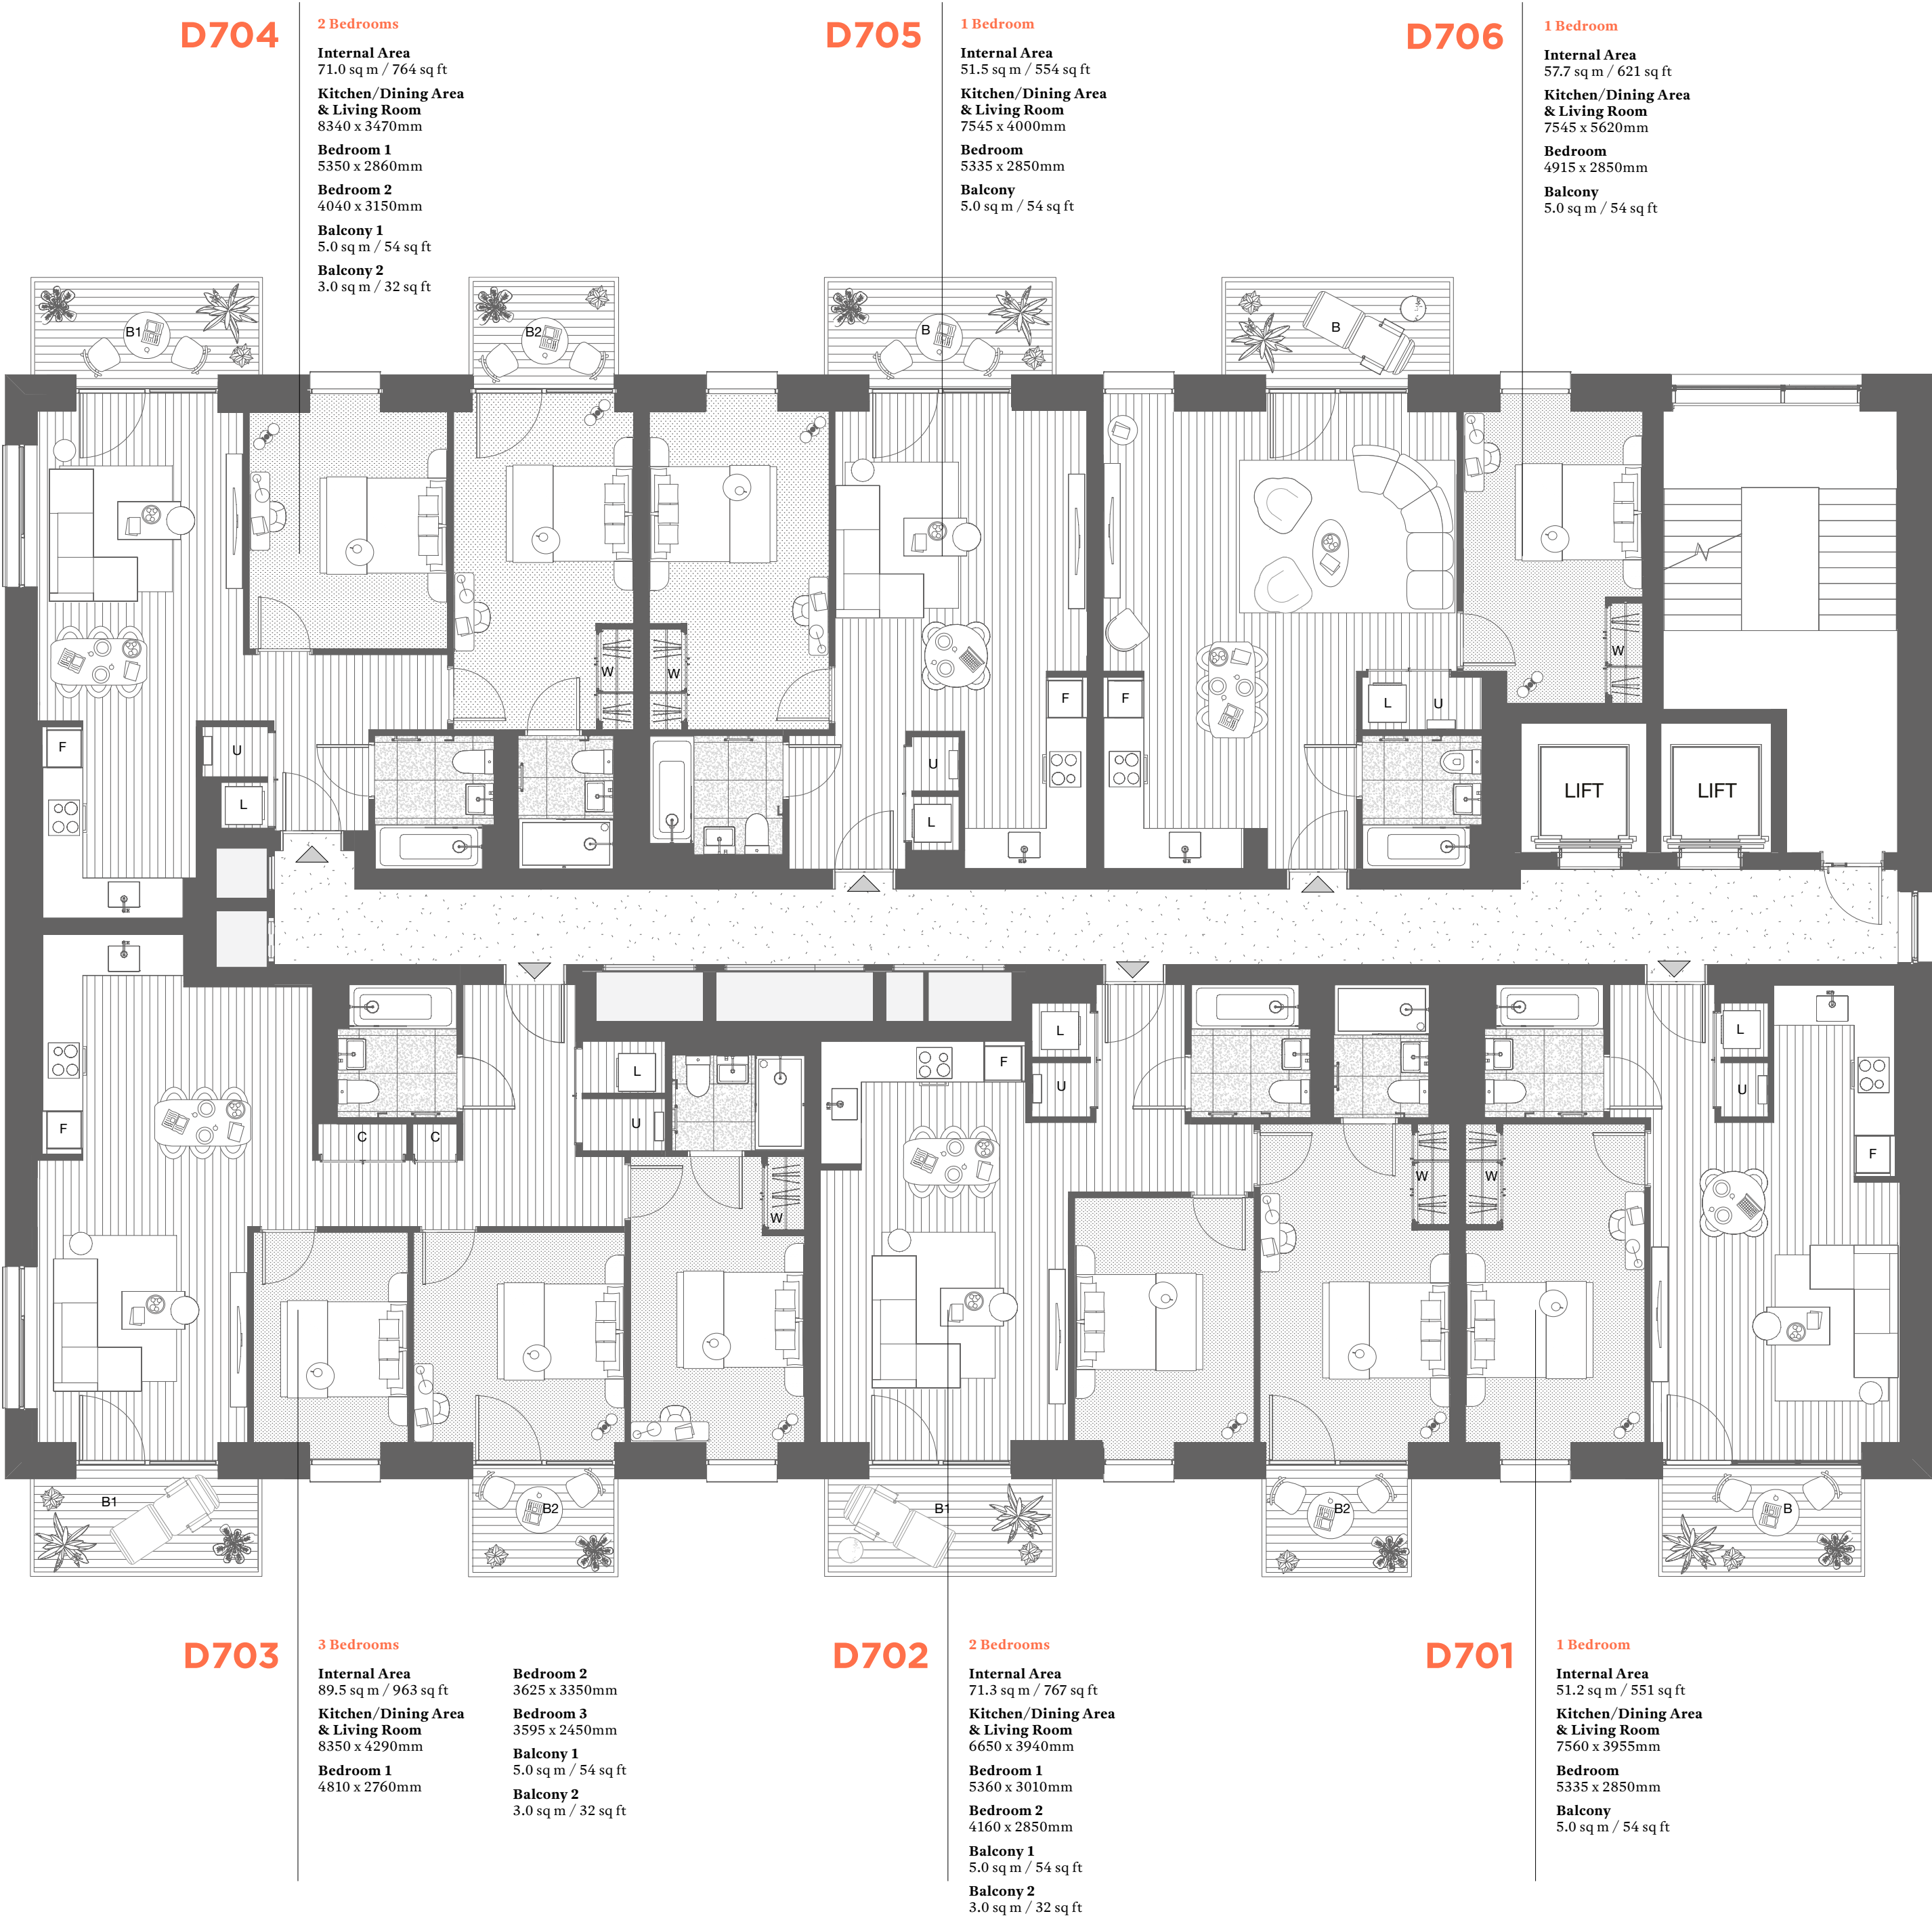 D704
2 Bedrooms
Internal Area
71.0 sq m / 764 sq ft
Kitchen/Dining Area
& Living Room
8340 x 3470mm
Bedroom 1
5350 x 2860mm
Bedroom 2
4040 x 3150mm
Balcony 1
5.0 sq m / 54 sq ft
Balcony 2
3.0 sq m / 32 sq ft
D705
1 Bedroom
Internal Area
51.5 sq m / 554 sq ft
Kitchen/Dining Area
& Living Room
7545 x 4000mm
Bedroom
5335 x 2850mm
Balcony
5.0 sq m / 54 sq ft
D706
1 Bedroom
Internal Area
57.7 sq m / 621 sq ft
Kitchen/Dining Area
& Living Room
7545 x 5620mm
Bedroom
4915 x 2850mm
Balcony
5.0 sq m / 54 sq ft
B1
B2
B
B
W
W
W
F
U
L
F
F
L
U
U
L
LIFT
LIFT
L
U
F
C
C
L
U
W
F
L
U
W
W
L
U
F
B1
B2
B1
B2
B
D703
3 Bedrooms
Internal Area
89.5 sq m / 963 sq ft
Kitchen/Dining Area
& Living Room
8350 x 4290mm
Bedroom 1
4810 x 2760mm
Bedroom 2
3625 x 3350mm
Bedroom 3
3595 x 2450mm
Balcony 1
5.0 sq m / 54 sq ft
Balcony 2
3.0 sq m / 32 sq ft
D702
2 Bedrooms
Internal Area
71.3 sq m / 767 sq ft
Kitchen/Dining Area
& Living Room
6650 x 3940mm
Bedroom 1
5360 x 3010mm
Bedroom 2
4160 x 2850mm
Balcony 1
5.0 sq m / 54 sq ft
Balcony 2
3.0 sq m / 32 sq ft
D701
1 Bedroom
Internal Area
51.2 sq m / 551 sq ft
Kitchen/Dining Area
& Living Room
7560 x 3955mm
Bedroom
5335 x 2850mm
Balcony
5.0 sq m / 54 sq ft